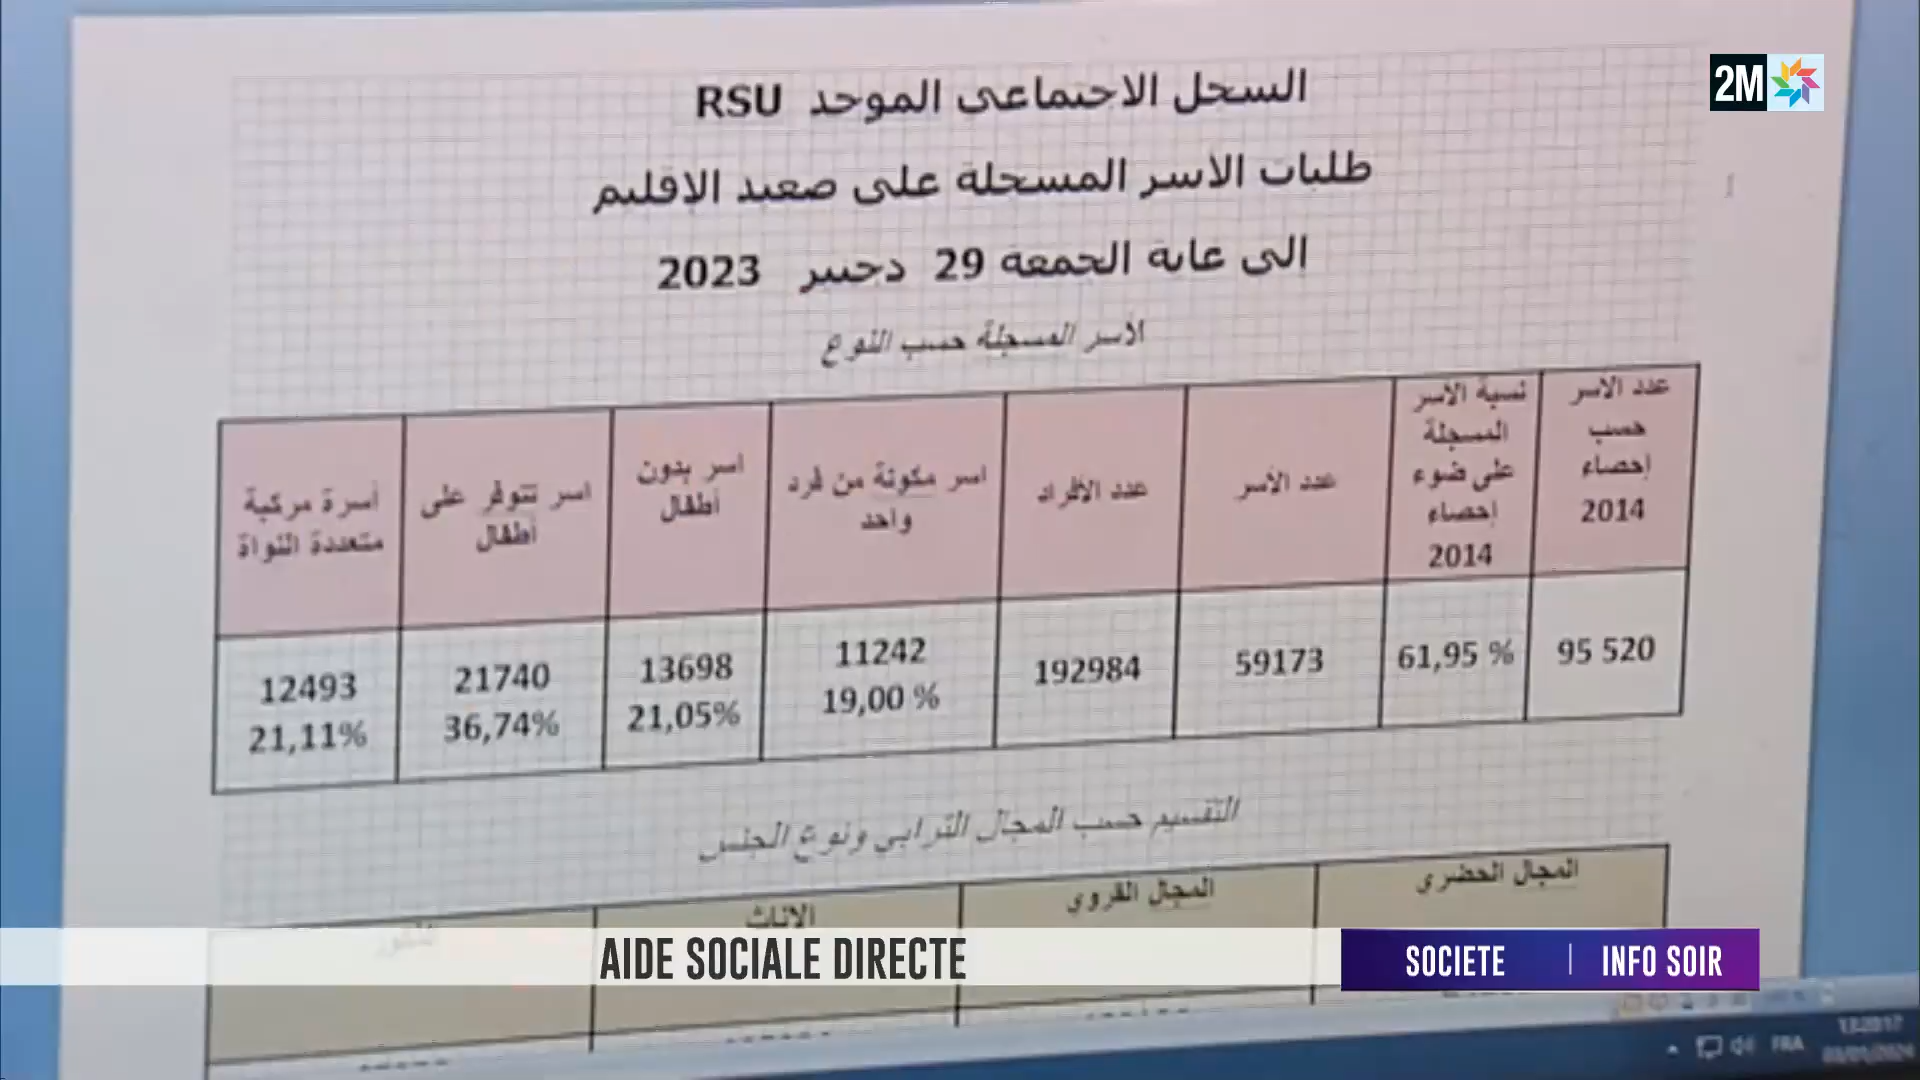 2M
السجل الاجتماعي الموحد RSU
طلبات الاسر المسجلة على صعيد الاقليم
الى غاية الجمعة 29 دجنبر 2023
الاسر المسجلة حسب النوع
عدد الأسر حسب إحصاء 2014
نسبة الاسر المسجلة على ضوء إحصاء 2014
عدد الأسر
عدد الأفراد
اسر مكونة من فرد واحد
اسر بدون أطفال
اسر تتوفر على أطفال
أسرة مركبة متعددة النواة
95 520
61,95 %
59173
192984
11242
19,00 %
13698
21,05%
21740
36,74%
12493
21,11%
التقسيم حسب المجال الترابي ونوع الجنس
المجال الحضري
المجال القروي
الاناث
AIDE SOCIALE DIRECTE
SOCIETE | INFO SOIR
FRA